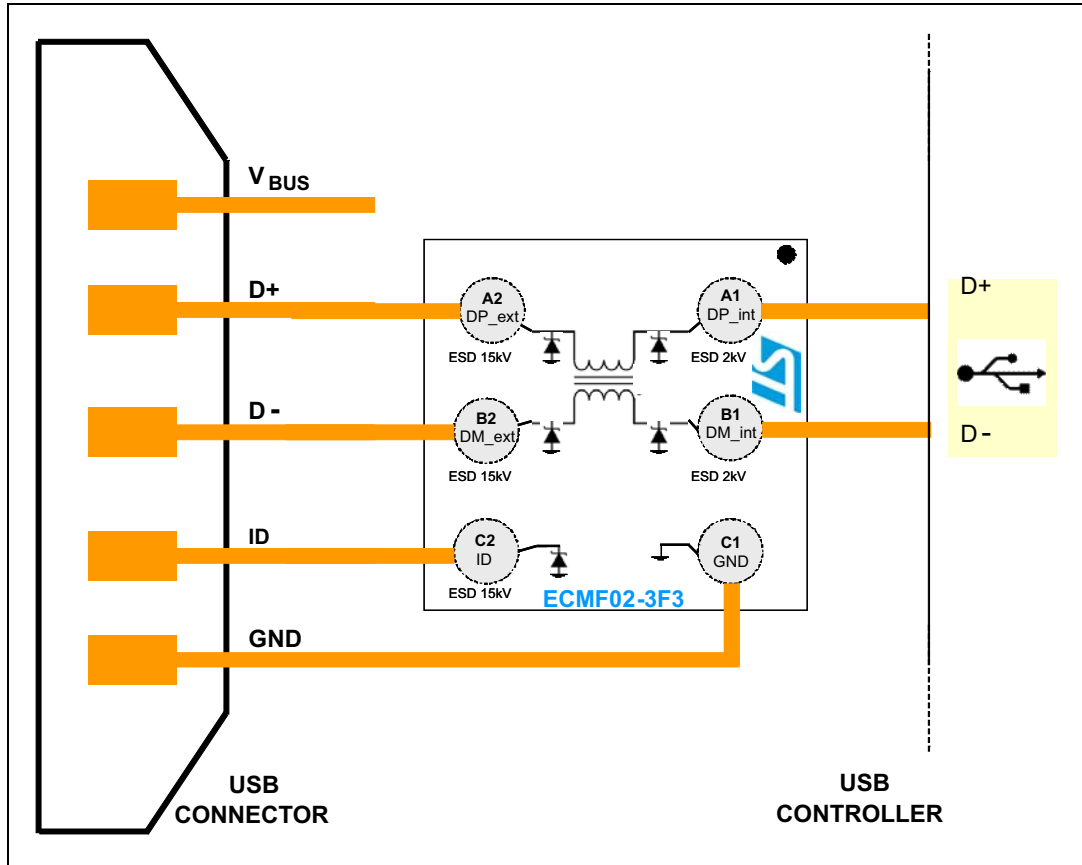 V BUS
D+
D -
ID
GND
A2
DP_ext
ESD 15kV
A1
DP_int
ESD 2kV
B2
DM_ext
ESD 15kV
B1
DM_int
ESD 2kV
C2
ID
ESD 15kV
C1
GND
ECMF02-3F3
ST
D+
D -
USB
CONNECTOR
USB
CONTROLLER